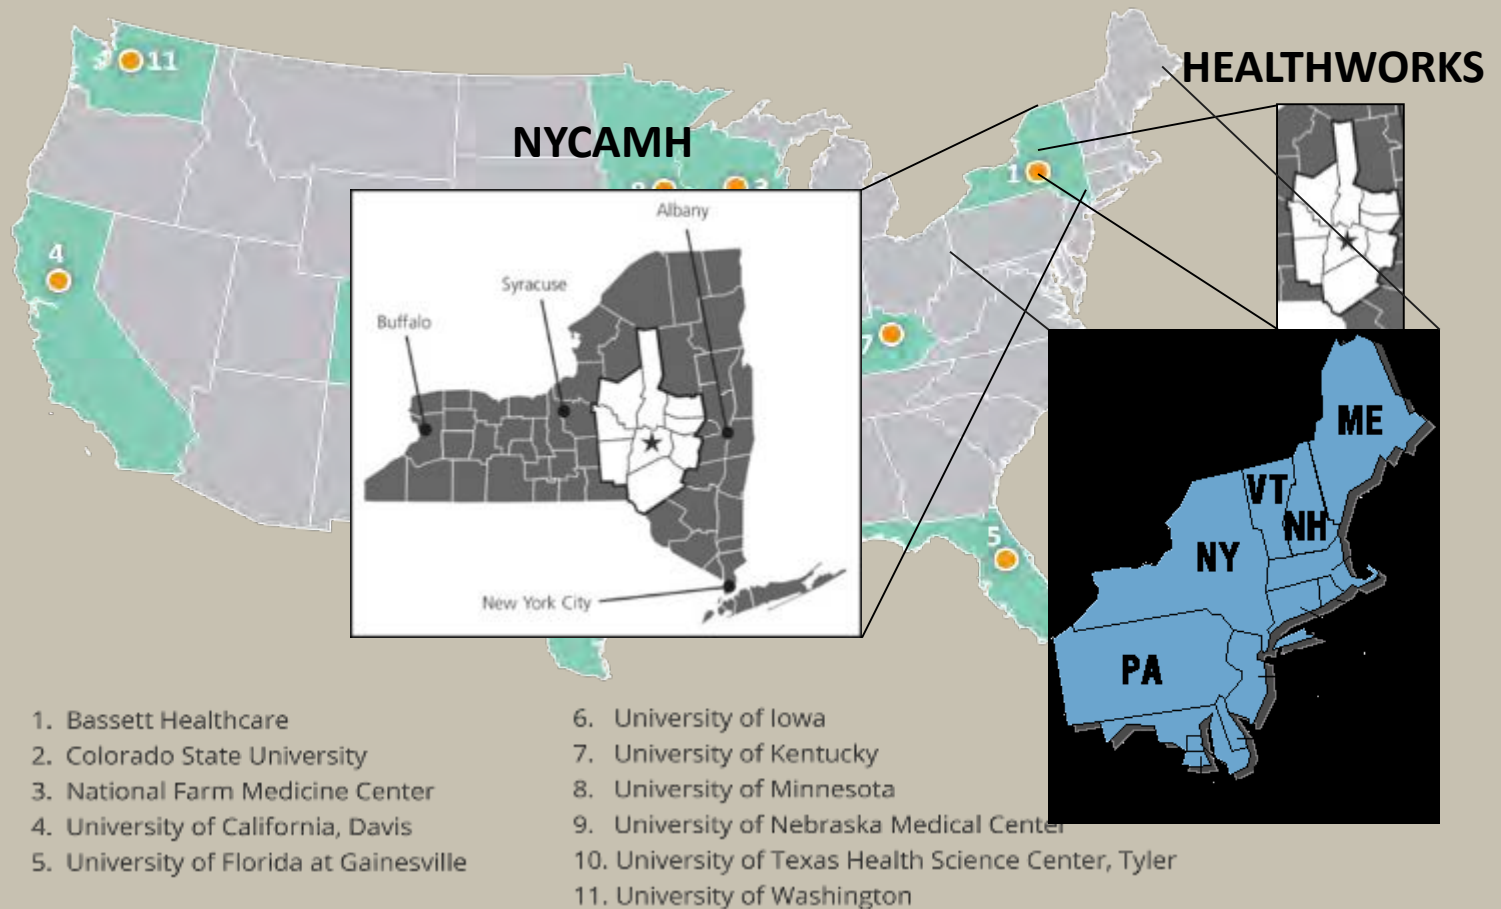 11
HEALTHWORKS
NYCAMH
1
8
3
4
Albany
Syracuse
Buffalo
7
New York City
5
ME
VT
NH
NY
PA
1. Bassett Healthcare
2. Colorado State University
3. National Farm Medicine Center
4. University of California, Davis
5. University of Florida at Gainesville
6. University of Iowa
7. University of Kentucky
8. University of Minnesota
9. University of Nebraska Medical Center
10. University of Texas Health Science Center, Tyler
11. University of Washington